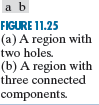 a b
FIGURE 11.25
(a) A region with
two holes.
(b) A region with
three connected
components.